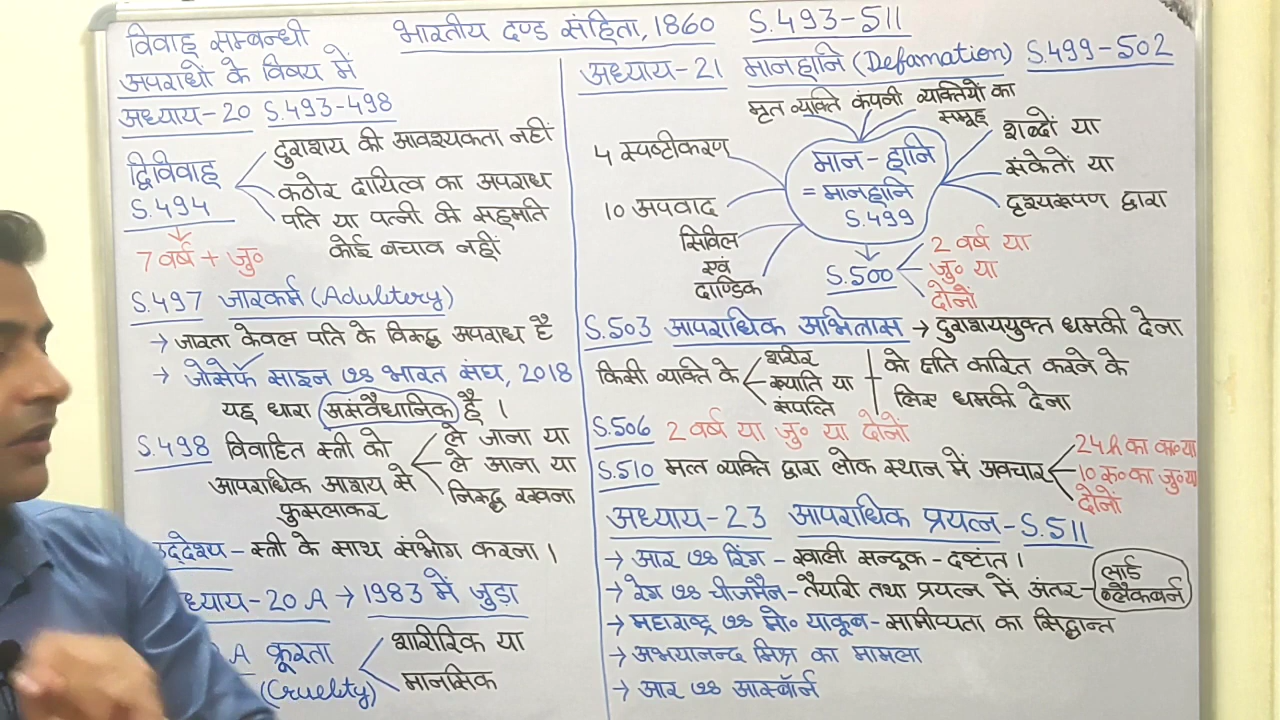 भारतीय दण्ड संहिता, 1860 S.493-511
विवाह सम्बन्धी
अपराधों के विषय में
अध्याय-20 S.493-498
द्विविवाह
S.494
दुराशय की आवश्यकता नहीं
कठोर दायित्व का अपराध
पति या पत्नी की सहमति
कोई बचाव नहीं
7 वर्ष + जु०
S.497 जारकर्म (Adultery)
→ जारता केवल पति के विरुद्ध अपराध है
→ जोसेफ साइन VS भारत संघ, 2018
यह धारा असंवैधानिक है ।
S.498 विवाहित स्त्री को
आपराधिक आशय से
फुसलाकर
ले जाना या
ले जाना या
निरुद्ध रखना
उद्देश्य - स्त्री के साथ संभोग करना ।
ध्याय-20A → 1983 में जुड़ा
A क्रूरता
(Cruelty)
शारीरिक या
मानसिक
अध्याय-21 मानहानि (Defamation) S.499-502
मृत व्यक्ति कंपनी व्यक्तियों का
समूह
4 स्पष्टीकरण
10 अपवाद
सिविल
एवं
दाण्डिक
मान-हानि
= मानहानि
S.499
शब्दों या
संकेतों या
दृश्यरूपण द्वारा
S.500
2 वर्ष या
जु० या
दोनों
S.503 आपराधिक अभित्रास → दुराशययुक्त धमकी देना
किसी व्यक्ति के
शरीर
ख्याति या
संपत्ति
को क्षति कारित करने के
लिए धमकी देना
S.506 2 वर्ष या जु० या दोनों
S.510 मत्त व्यक्ति द्वारा लोक स्थान में अवचार
24h का का०या
10 रु० का जु०या
दोनों
अध्याय-23 आपराधिक प्रयत्न-S.511
→ आर VS रिंग - खाली सन्दूक - दृष्टांत ।
→ रेग VS चीजमैन - तैयारी तथा प्रयत्न में अंतर - लार्ड ब्लैकबर्न
→ महाराष्ट्र VS मो० याकूब - सामीप्यता का सिद्धान्त
→ अभयानन्द मिश्र का मामला
→ आर VS आस्बॉर्न